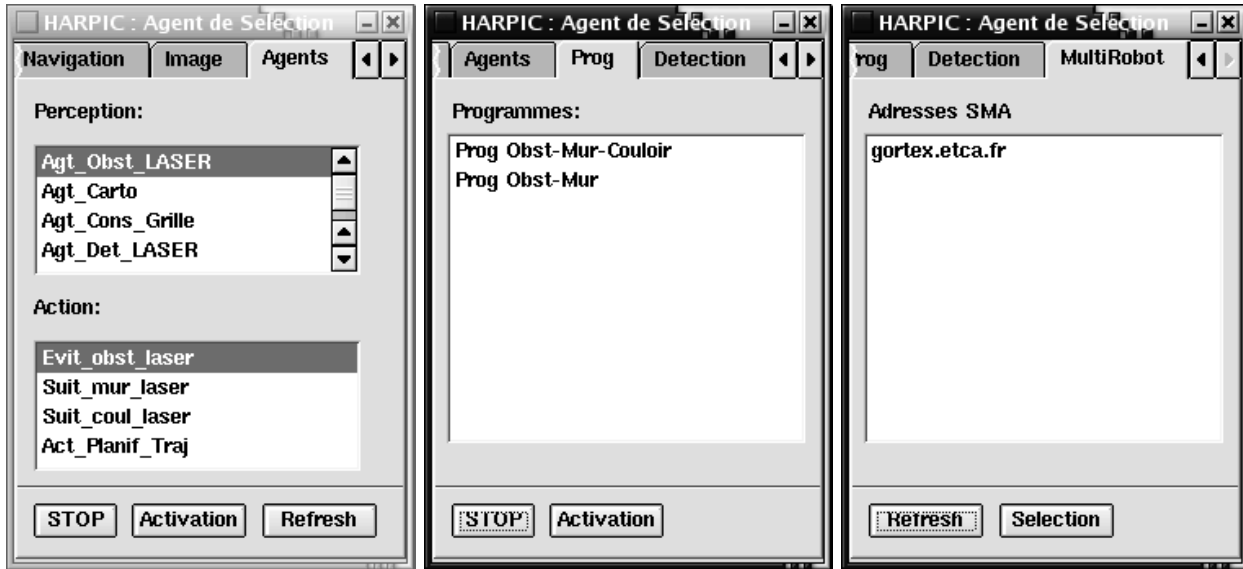 HARPIC : Agent de Selection
Navigation Image Agents
Perception:
Agt_Obst_LASER
Agt_Carto
Agt_Cons_Grille
Agt_Det_LASER
Action:
Evit_obst_laser
Suit_mur_laser
Suit_coul_laser
Act_Planif_Traj
STOP Activation Refresh
HARPIC : Agent de Selection
Agents Prog Detection
Programmes:
Prog Obst-Mur-Couloir
Prog Obst-Mur
STOP Activation
HARPIC : Agent de Selection
rog Detection MultiRobot
Adresses SMA
gortex.etca.fr
Refresh Selection